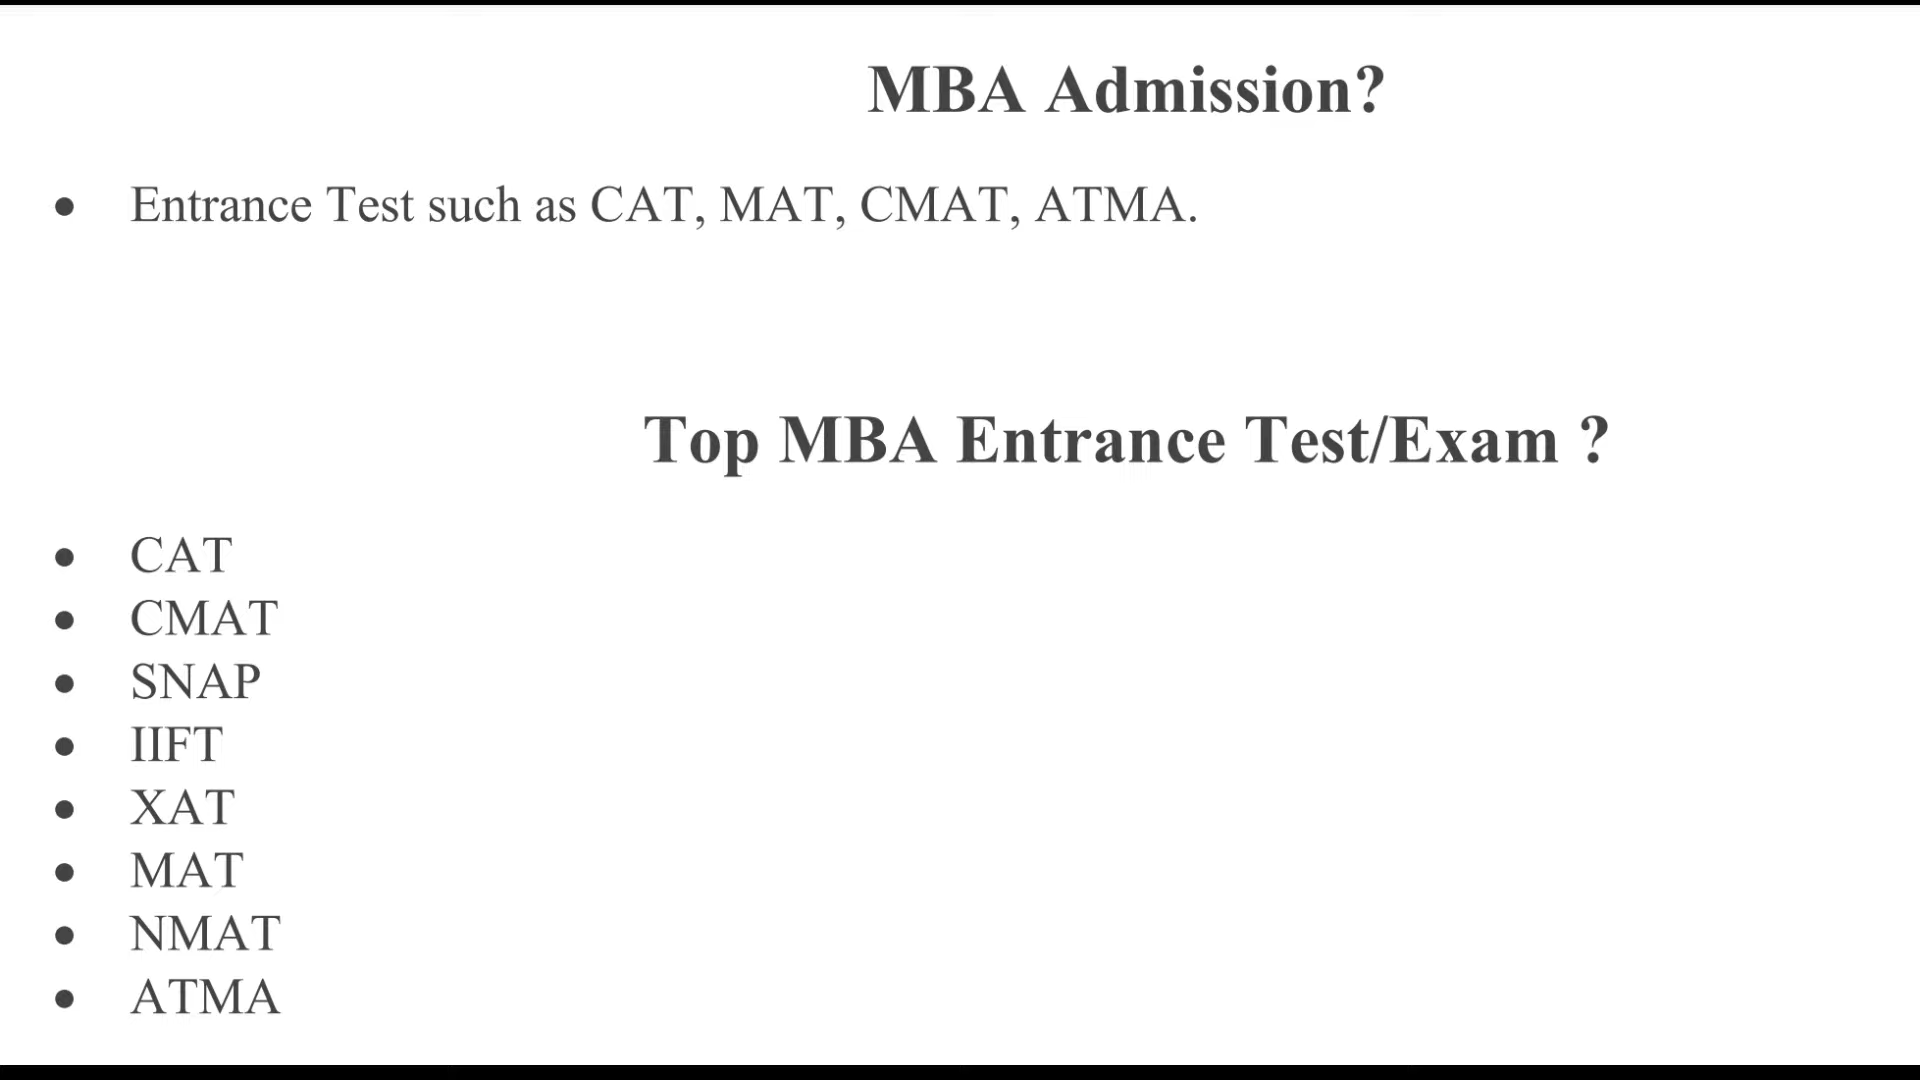 MBA Admission?
● Entrance Test such as CAT, MAT, CMAT, ATMA.
Top MBA Entrance Test/Exam ?
● CAT
● CMAT
● SNAP
● IIFT
● XAT
● MAT
● NMAT
● ATMA